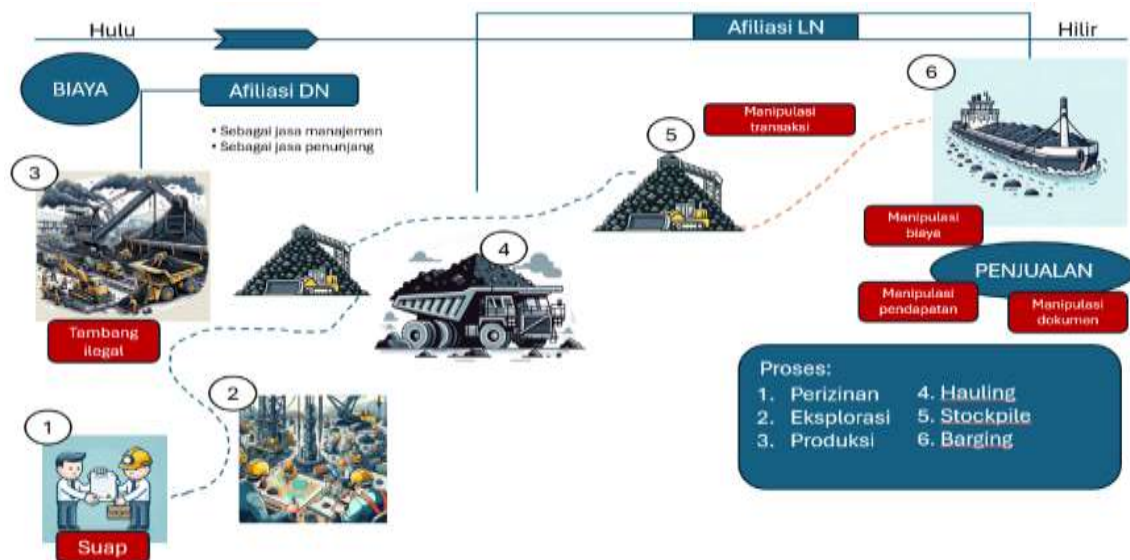 Hulu
Afiliasi LN
Hilir
BIAYA
Afiliasi DN
• Sebagai jasa manajemen
• Sebagai jasa penunjang
6
Manipulasi
transaksi
5
3
4
Manipulasi
biaya
PENJUALAN
Manipulasi
pendapatan
Manipulasi
dokumen
Tambang
ilegal
Proses:
1. Perizinan
2. Eksplorasi
3. Produksi
4. Hauling
5. Stockpile
6. Barging
2
1
Suap